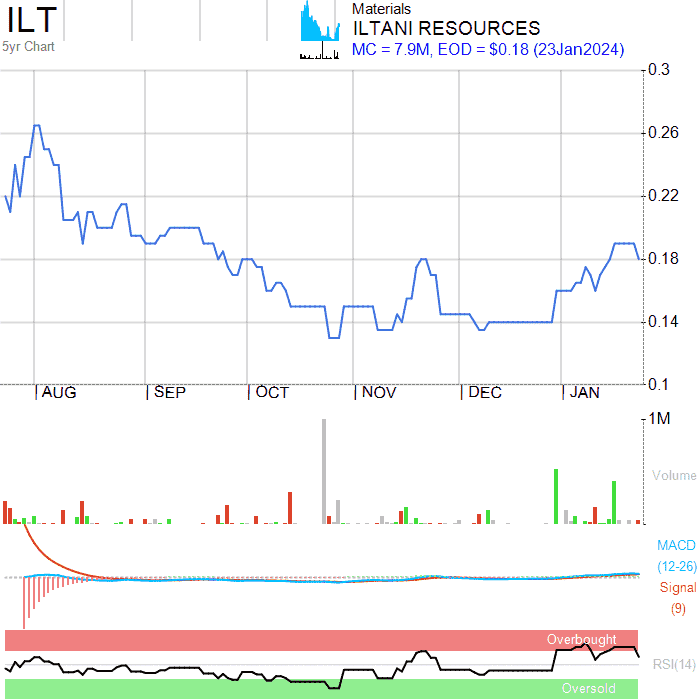 ILT
5yr Chart
Materials
ILTANI RESOURCES
MC = 7.9M, EOD = $0.18 (23Jan2024)
0.3
0.26
0.22
0.18
0.14
0.1
AUG SEP OCT NOV DEC JAN
1M
Volume
MACD
(12-26)
Signal
(9)
Overbought
RSI(14)
Oversold